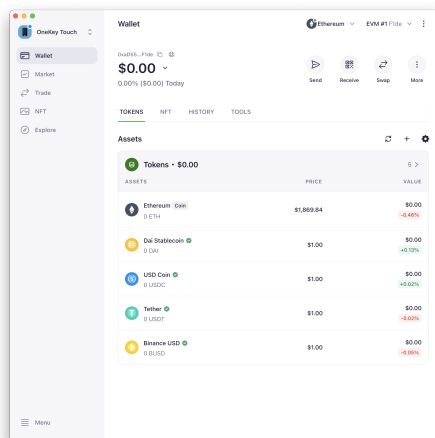 OneKey Touch
Wallet
Market
Trade
NFT
Explore
Menu
Wallet
Ethereum
EVM #1 F1de
$0.00
0.00% ($0.00) Today
Send
Receive
Swap
More
TOKENS NFT HISTORY TOOLS
Assets
Tokens • $0.00 5
ASSETS PRICE VALUE
Ethereum Coin $1,869.84 $0.00
0 ETH -0.46%
Dai Stablecoin $1.00 $0.00
0 DAI +0.13%
USD Coin $1.00 $0.00
0 USDC +0.02%
Tether $1.00 $0.00
0 USDT -0.02%
Binance USD $1.00 $0.00
0 BUSD -0.05%